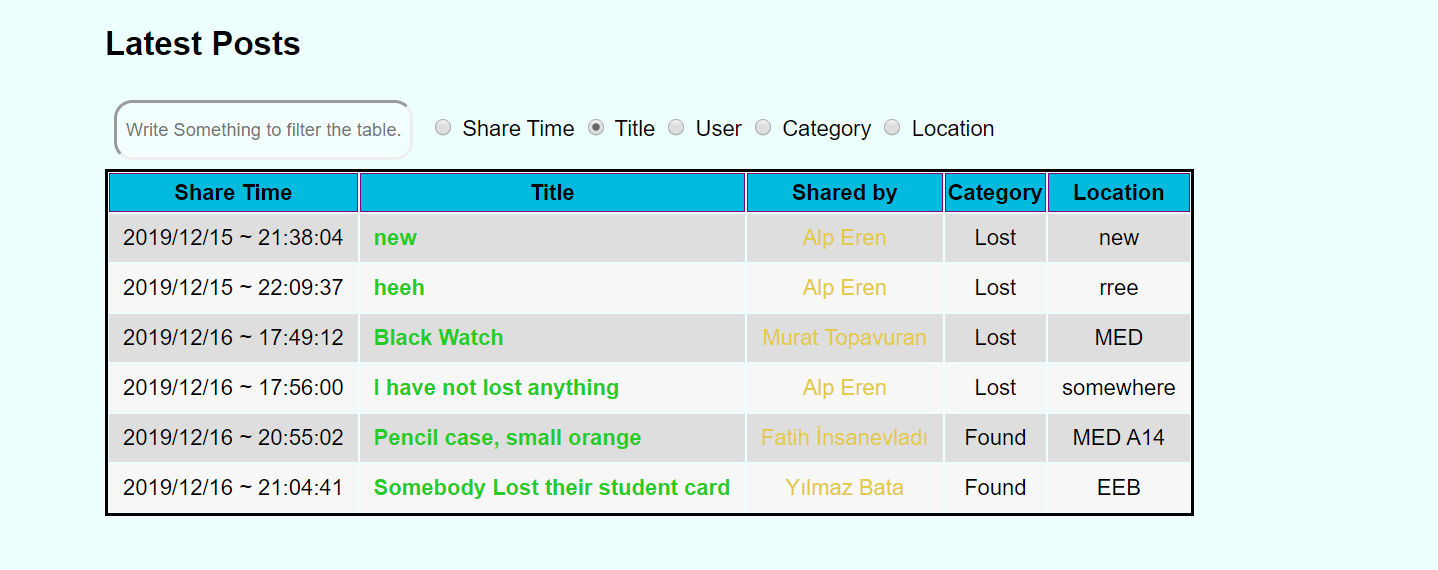 Latest Posts
Write Something to filter the table. Share Time Title User Category Location
Share Time Title Shared by Category Location
2019/12/15 ~ 21:38:04 new Alp Eren Lost new
2019/12/15 ~ 22:09:37 heeh Alp Eren Lost rree
2019/12/16 ~ 17:49:12 Black Watch Murat Topavuran Lost MED
2019/12/16 ~ 17:56:00 I have not lost anything Alp Eren Lost somewhere
2019/12/16 ~ 20:55:02 Pencil case, small orange Fatih İnsanevladı Found MED A14
2019/12/16 ~ 21:04:41 Somebody Lost their student card Yılmaz Bata Found EEB